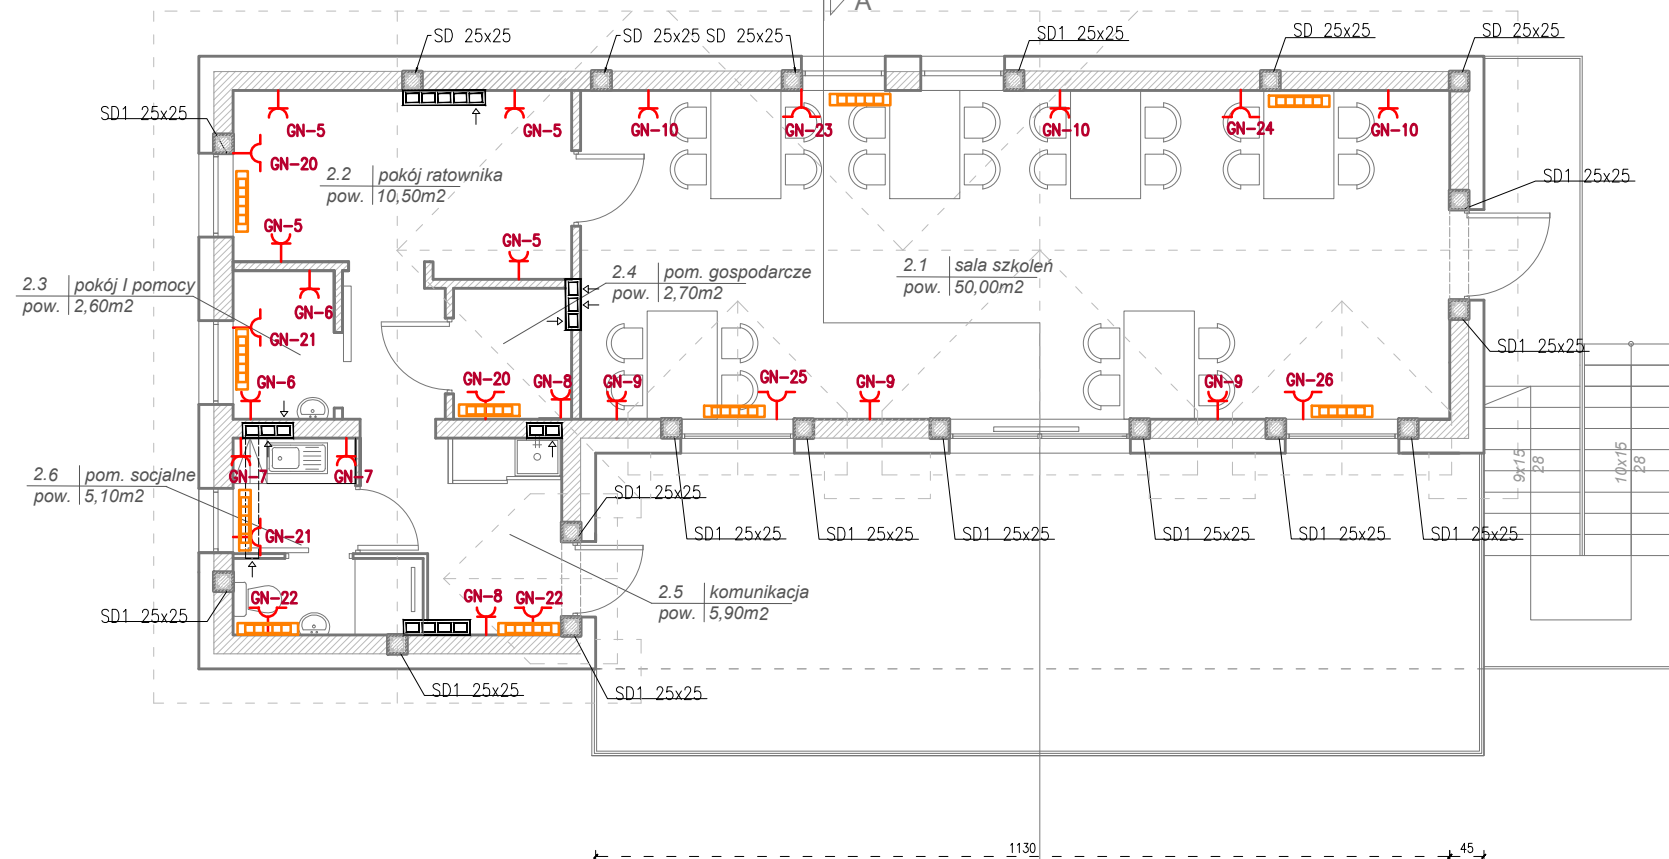 A
SD 25x25
SD 25x25
SD 25x25
SD1 25x25
SD 25x25
SD 25x25
SD1 25x25
GN-5
GN-5
GN-10
GN-23
GN-10
GN-24
GN-10
GN-20
2.2 pokój ratownika
pow. 10,50m2
SD1 25x25
GN-5
GN-5
2.3 pokój I pomocy
pow. 2,60m2
2.4 pom. gospodarcze
pow. 2,70m2
2.1 sala szkoleń
pow. 50,00m2
GN-6
GN-21
SD1 25x25
GN-6
GN-20
GN-8
GN-9
GN-25
GN-9
GN-9
GN-26
2.6 pom. socjalne
pow. 5,10m2
GN-7
GN-7
9x15
28
10x15
28
SD1 25x25
GN-21
SD1 25x25
SD1 25x25
SD1 25x25
SD1 25x25
SD1 25x25
SD1 25x25
2.5 komunikacja
pow. 5,90m2
GN-22
GN-8
GN-22
SD1 25x25
SD1 25x25
SD1 25x25
1130
45